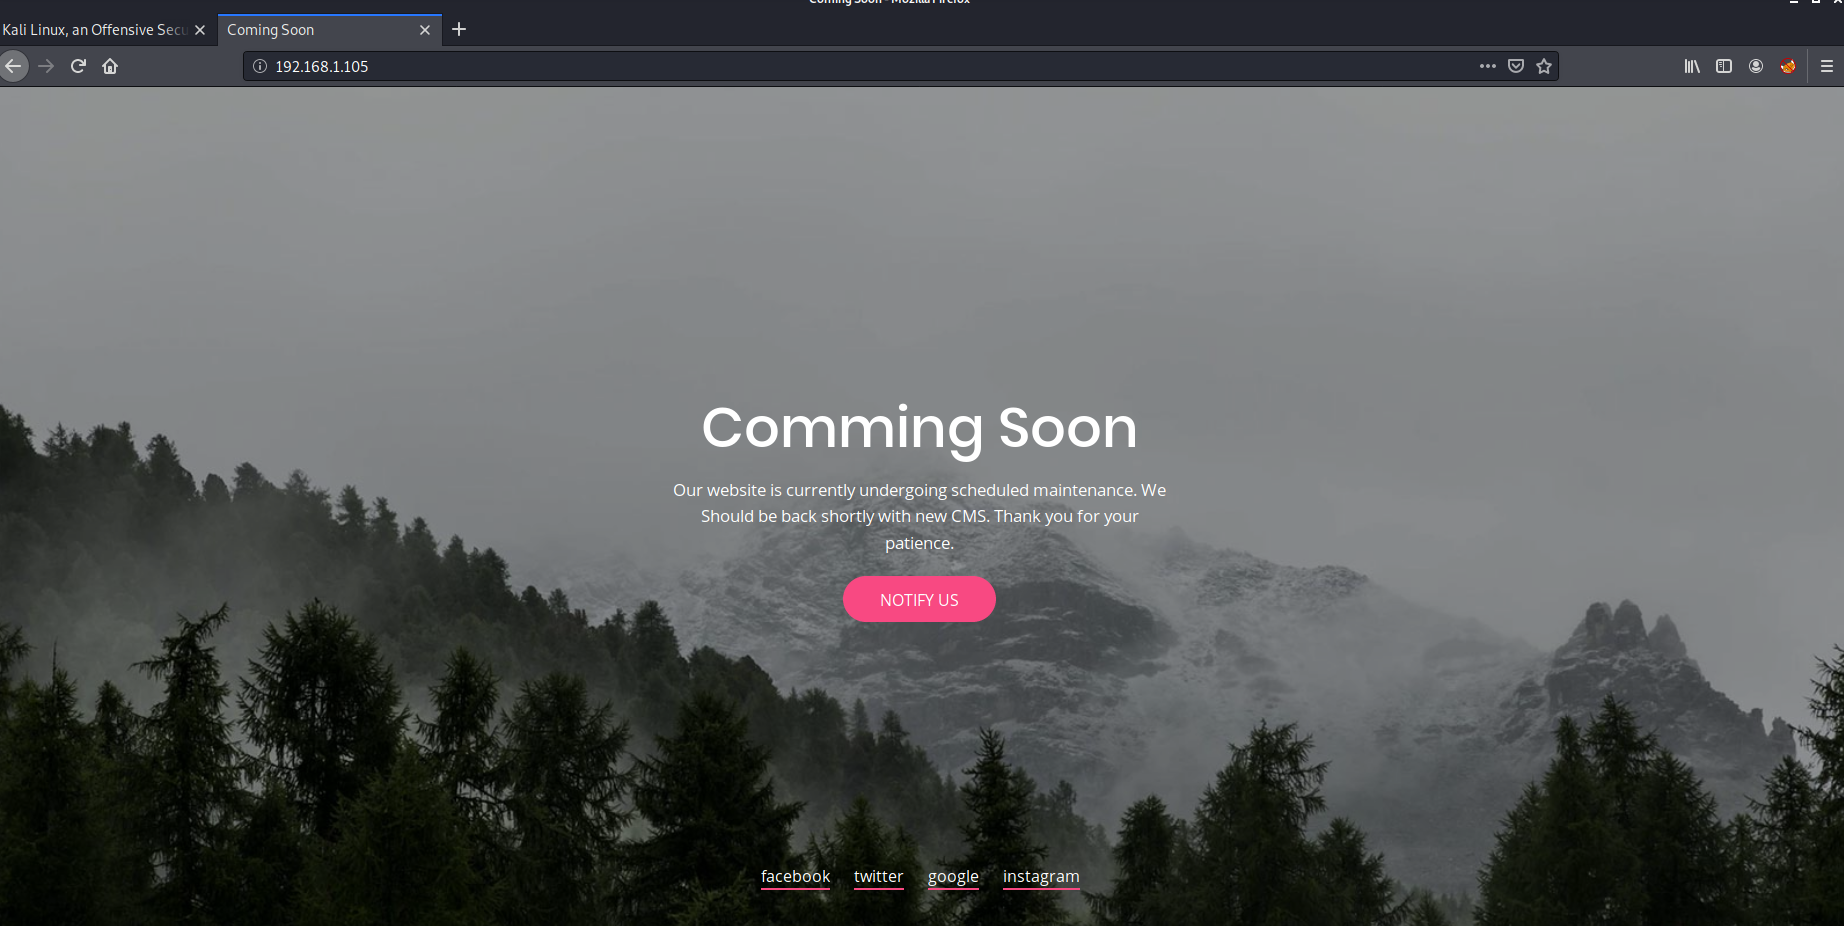 Coming Soon - Mozilla Firefox
Kali Linux, an Offensive Secu
Coming Soon
192.168.1.105
Comming Soon
Our website is currently undergoing scheduled maintenance. We
Should be back shortly with new CMS. Thank you for your
patience.
NOTIFY US
facebook twitter google instagram